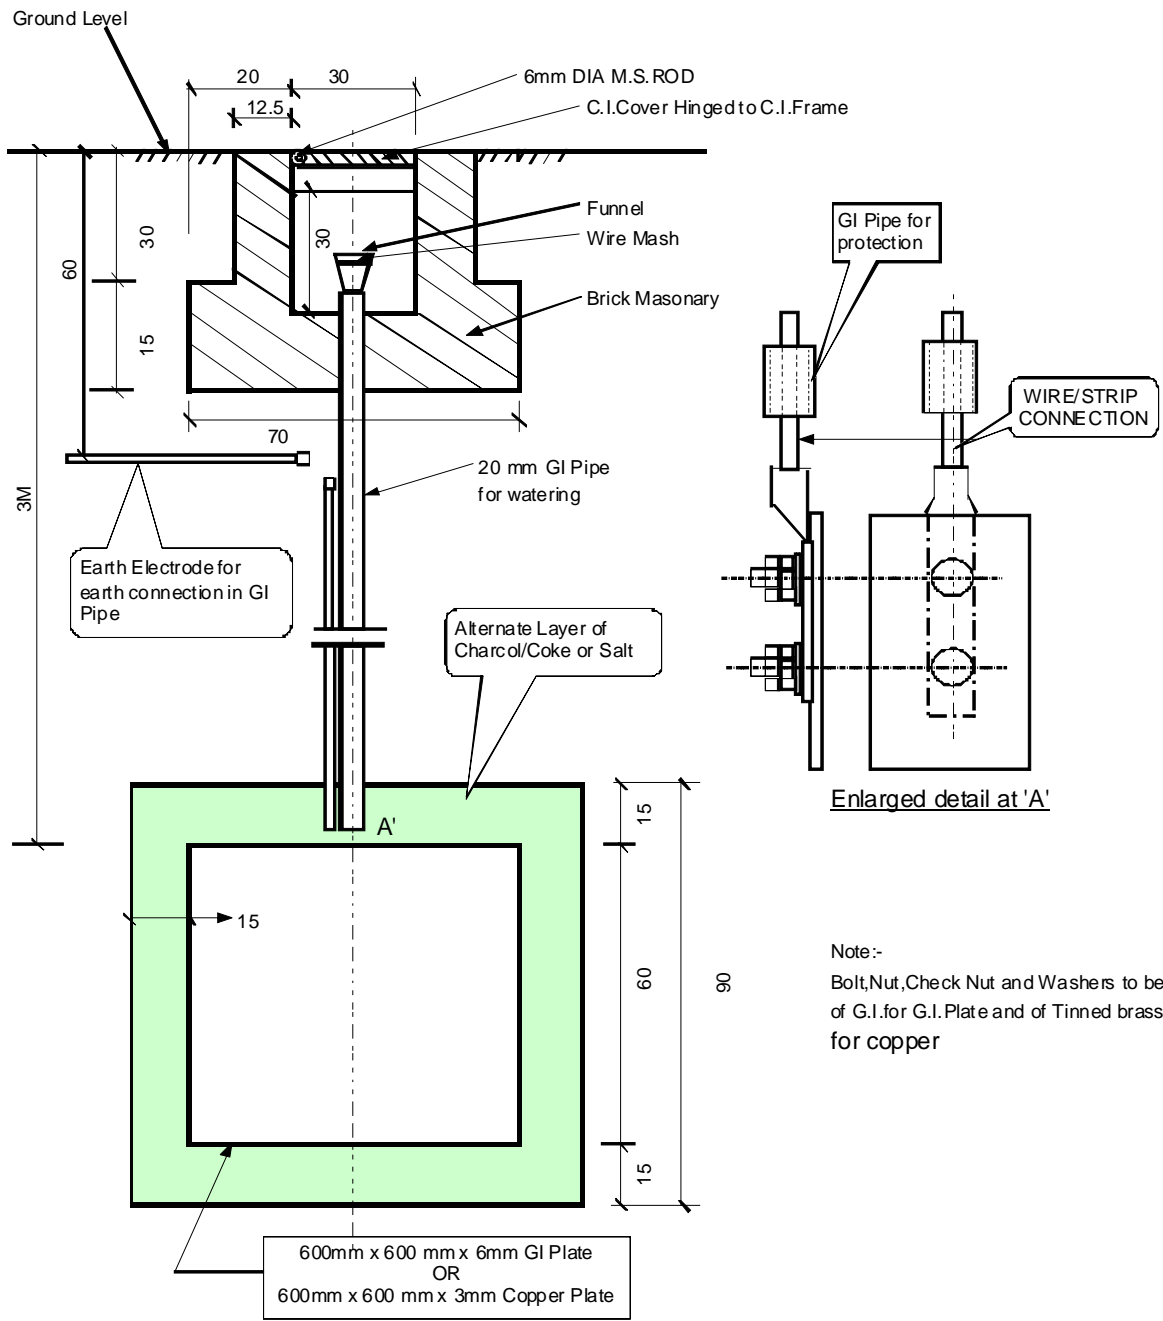 Ground Level
20
30
6mm DIA M.S.ROD
12.5
C.I.Cover Hinged to C.I.Frame
Funnel
Wire Mash
Brick Masonary
30
30
60
15
70
3M
20 mm GI Pipe
for watering
Earth Electrode for
earth connection in GI
Pipe
Alternate Layer of
Charcol/Coke or Salt
A'
15
15
60
90
15
600mm x 600 mm x 6mm GI Plate
OR
600mm x 600 mm x 3mm Copper Plate
GI Pipe for
protection
WIRE/STRIP
CONNECTION
Enlarged detail at 'A'
Note:-
Bolt,Nut,Check Nut and Washers to be
of G.I.for G.I.Plate and of Tinned brass
for copper